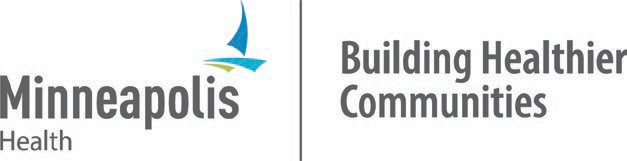 Minneapolis
Health
Building Healthier
Communities